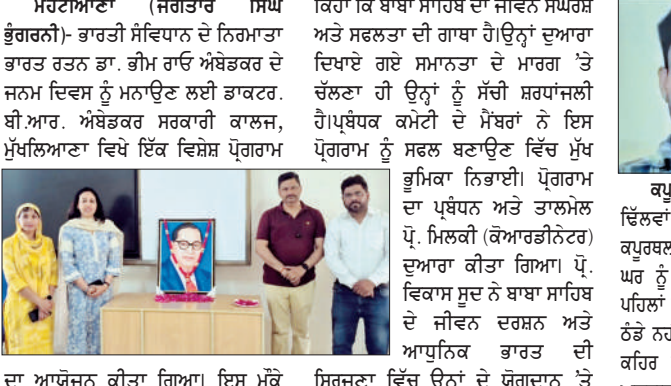 ਮਹਟੀਆਣਾ (ਜਗਤਾਰ ਸਿੰਘ
ਭੁੰਗਰਨੀ)- ਭਾਰਤੀ ਸੰਵਿਧਾਨ ਦੇ ਨਿਰਮਾਤਾ
ਭਾਰਤ ਰਤਨ ਡਾ. ਭੀਮ ਰਾਓ ਅੰਬੇਡਕਰ ਦੇ
ਜਨਮ ਦਿਵਸ ਨੂੰ ਮਨਾਉਣ ਲਈ ਡਾਕਟਰ.
ਬੀ.ਆਰ. ਅੰਬੇਡਕਰ ਸਰਕਾਰੀ ਕਾਲਜ,
ਮੁੱਖਲਿਆਣਾ ਵਿਖੇ ਇੱਕ ਵਿਸ਼ੇਸ਼ ਪ੍ਰੋਗਰਾਮ
ਦਾ ਆਯੋਜਨ ਕੀਤਾ ਗਿਆ। ਇਸ ਮੌਕੇ
ਕਿਹਾ ਕਿ ਬਾਬਾ ਸਾਹਿਬ ਦਾ ਜੀਵਨ ਸੰਘਰਸ਼
ਅਤੇ ਸਫਲਤਾ ਦੀ ਗਾਥਾ ਹੈ।ਉਨ੍ਹਾਂ ਦੁਆਰਾ
ਦਿਖਾਏ ਗਏ ਸਮਾਨਤਾ ਦੇ ਮਾਰਗ 'ਤੇ
ਚੱਲਣਾ ਹੀ ਉਨ੍ਹਾਂ ਨੂੰ ਸੱਚੀ ਸ਼ਰਧਾਂਜਲੀ
ਹੈ।ਪ੍ਰਬੰਧਕ ਕਮੇਟੀ ਦੇ ਮੈਂਬਰਾਂ ਨੇ ਇਸ
ਪ੍ਰੋਗਰਾਮ ਨੂੰ ਸਫਲ ਬਣਾਉਣ ਵਿੱਚ ਮੁੱਖ
ਭੂਮਿਕਾ ਨਿਭਾਈ। ਪ੍ਰੋਗਰਾਮ
ਦਾ ਪ੍ਰਬੰਧਨ ਅਤੇ ਤਾਲਮੇਲ
ਪ੍ਰੋ. ਮਿਲਕੀ (ਕੋਆਰਡੀਨੇਟਰ)
ਦੁਆਰਾ ਕੀਤਾ ਗਿਆ। ਪ੍ਰੋ.
ਵਿਕਾਸ ਸੂਦ ਨੇ ਬਾਬਾ ਸਾਹਿਬ
ਦੇ ਜੀਵਨ ਦਰਸ਼ਨ ਅਤੇ
ਆਧੁਨਿਕ ਭਾਰਤ ਦੀ
ਸਿਰਜਣਾ ਵਿੱਚ ਉਨਾਂ ਦੇ ਯੋਗਦਾਨ 'ਤੇ
ਕਪੂ
ਢਿੱਲਵਾਂ
ਕਪੂਰਥਲ
ਘਰ ਨੂੰ
ਪਹਿਲਾਂ
ਠੰਡੇ ਨਹ
ਕਹਿਰ